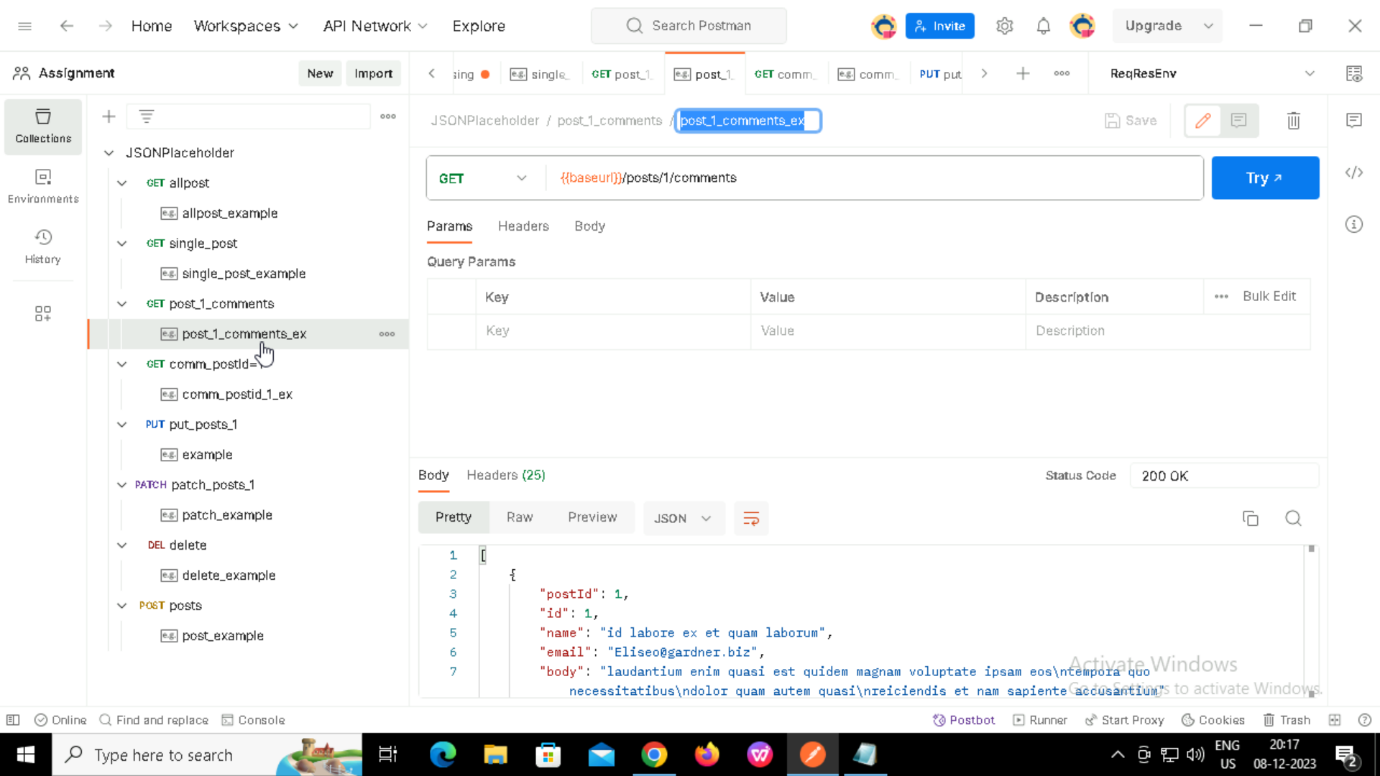 Home Workspaces API Network Explore Search Postman Invite Upgrade
Assignment New Import sing single_ GET post_1. post_1. GET comm_ comm_ PUT put ReqResEnv
Collections
Environments
History
JSONPlaceholder
GET allpost
e.g. allpost_example
GET single_post
e.g. single_post_example
GET post_1_comments
e.g. post_1_comments_ex
GET comm_postId=
e.g. comm_postid_1_ex
PUT put_posts_1
e.g. example
PATCH patch_posts_1
e.g. patch_example
DEL delete
e.g. delete_example
POST posts
e.g. post_example
JSONPlaceholder / post_1_comments / post_1_comments_ex Save
GET {{baseurl}}/posts/1/comments Try
Params Headers Body
Query Params
Key Value Description Bulk Edit
Key Value Description
Body Headers (25) Status Code 200 OK
Pretty Raw Preview JSON
1 [
2 {
3 "postId": 1,
4 "id": 1,
5 "name": "id labore ex et quam laborum",
6 "email": "Eliseo@gardner.biz",
7 "body": "laudantium enim quasi est quidem magnam voluptate ipsam eos\ntempora quo
necessitatibus\ndolor quam autem quasi\nreiciendis et nam sapiente accusantium"
Activate Windows
Go to Settings to activate Windows.
Online Find and replace Console Postbot Runner Start Proxy Cookies Trash
Type here to search ENG US 20:17 08-12-2023 2